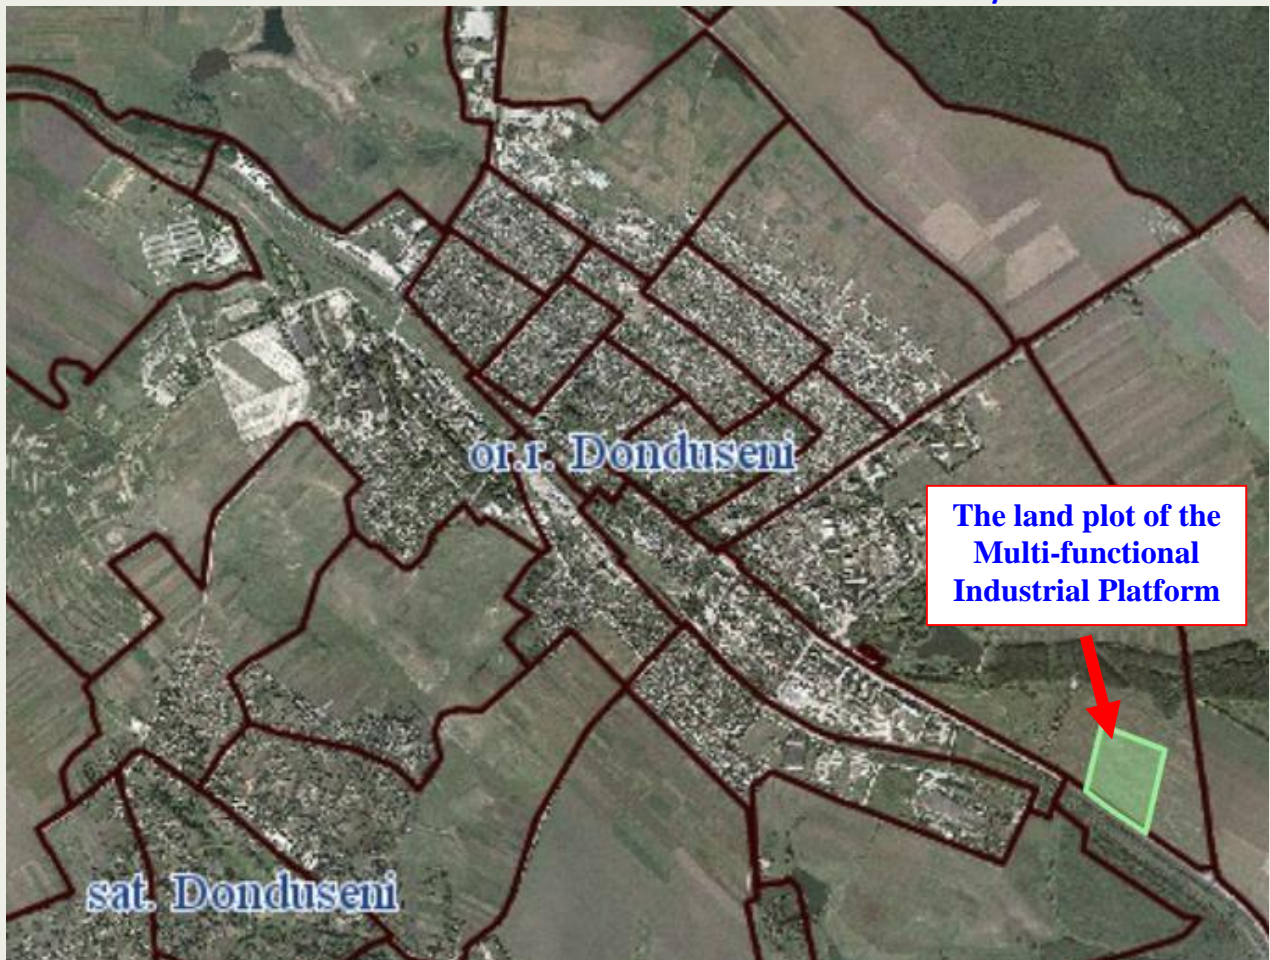 or.r. Donduseni
The land plot of the
Multi-functional
Industrial Platform
sat. Donduseni